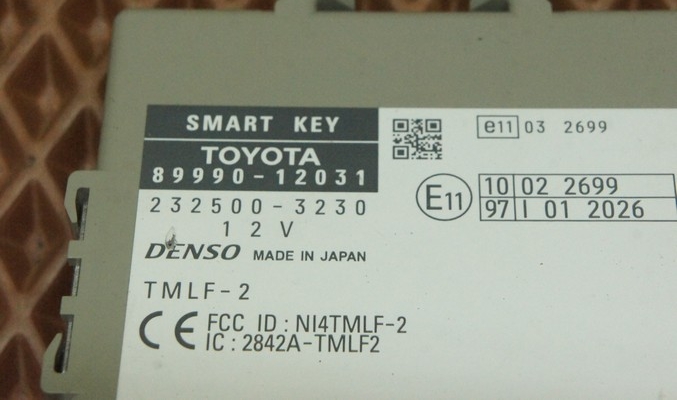 SMART KEY
TOYOTA
89990-12031
232500-3230
12V
DENSO MADE IN JAPAN
TMLF-2
CE FCC ID : NI4TMLF-2
IC : 2842A-TMLF2
e11 03 2699
E11 10 02 2699
97 I 01 2026